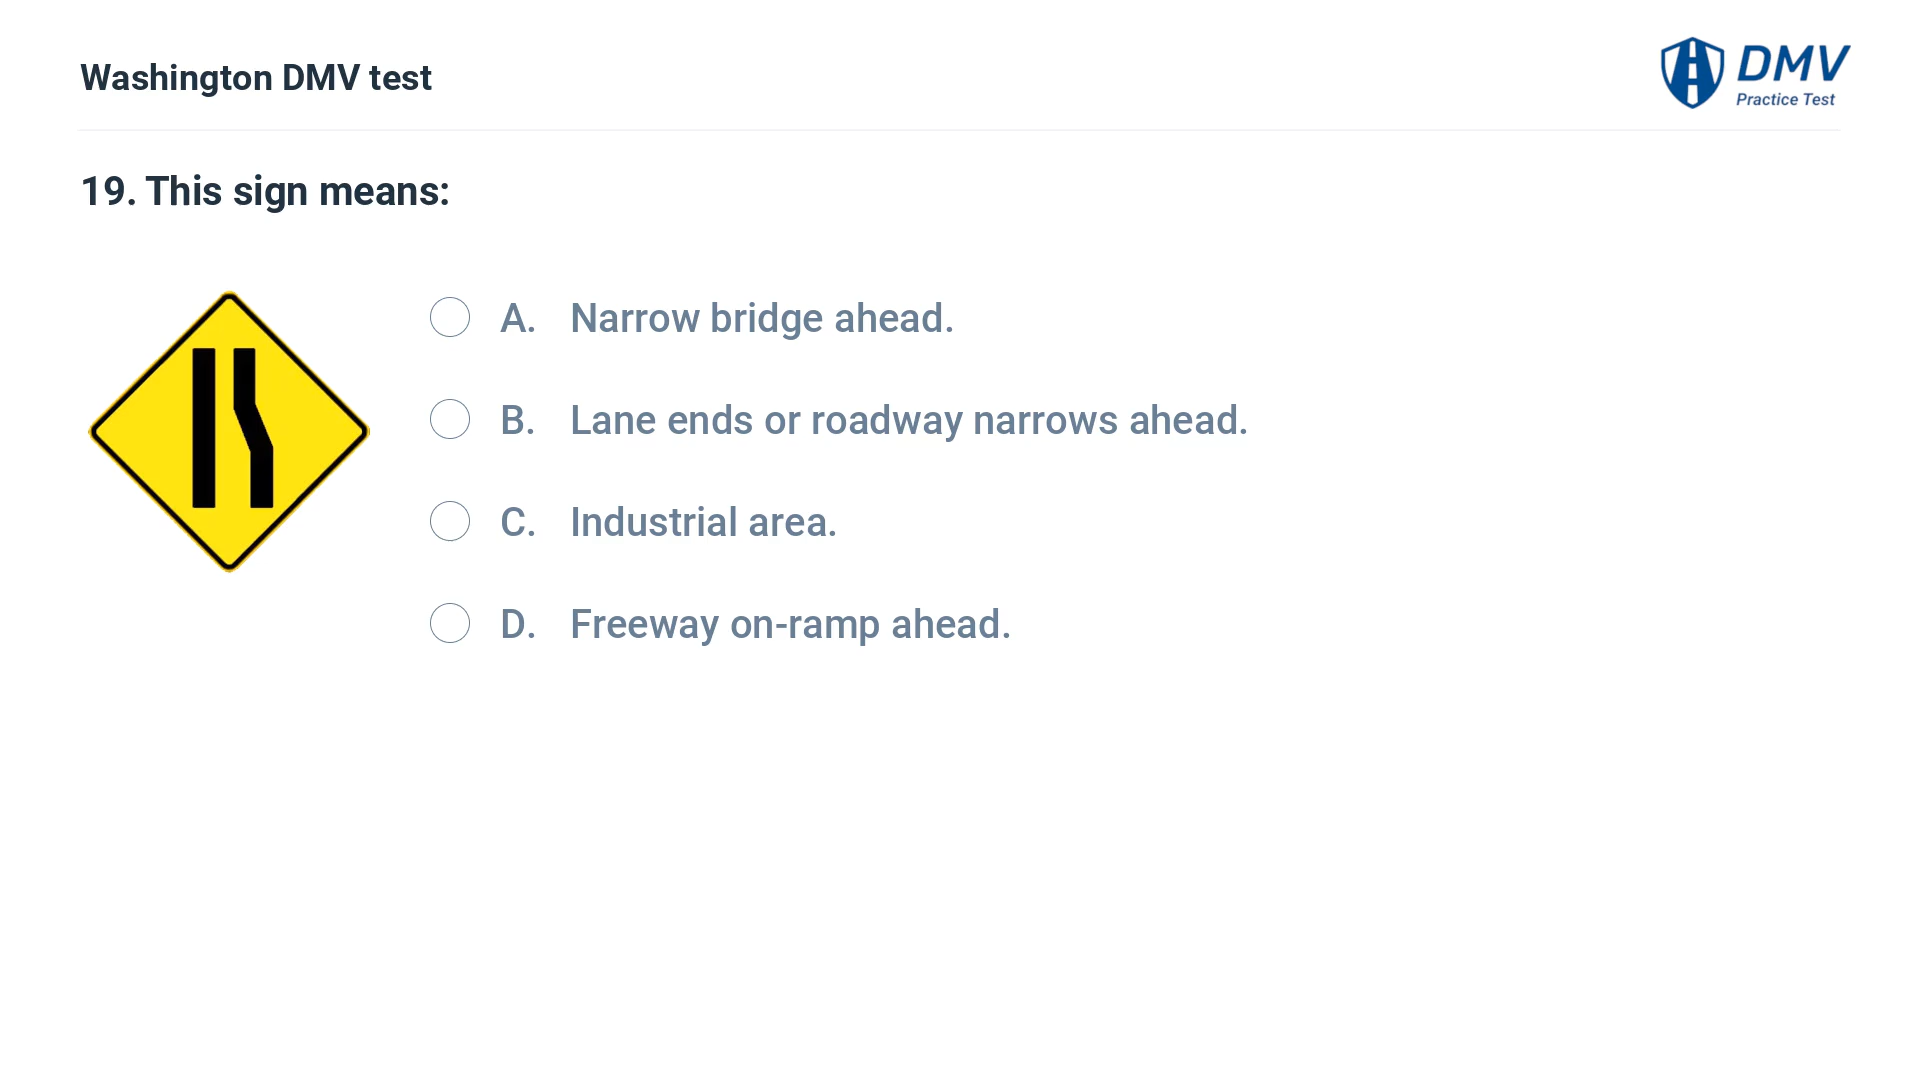 Washington DMV test
DMV
Practice Test
19. This sign means:
A. Narrow bridge ahead.
B. Lane ends or roadway narrows ahead.
C. Industrial area.
D. Freeway on-ramp ahead.